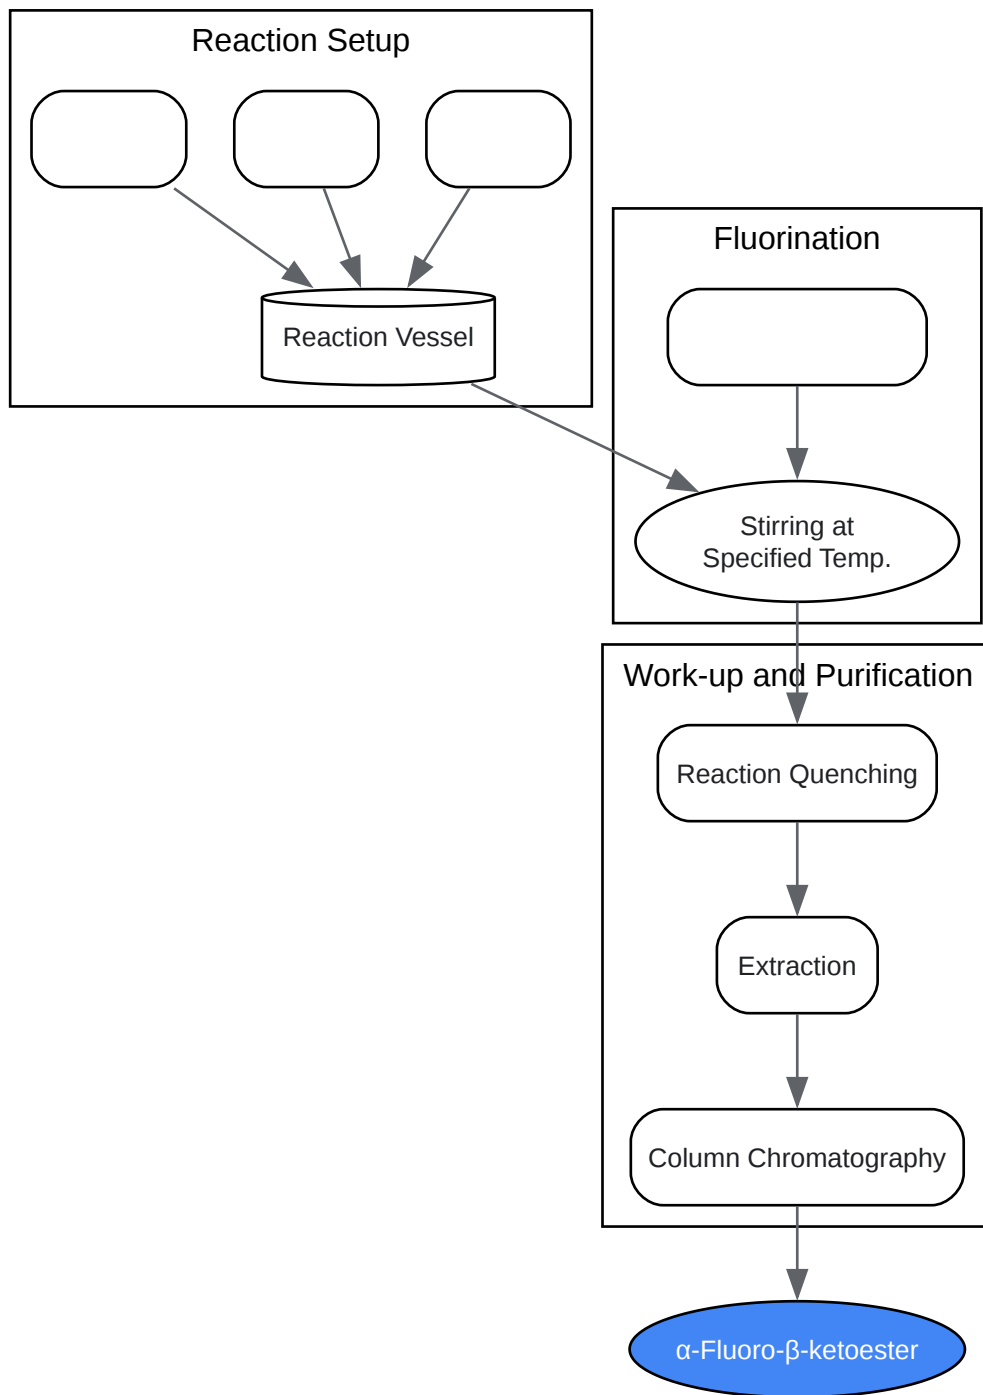 Reaction Setup
Reaction Vessel
Fluorination
Stirring at
Specified Temp.
Work-up and Purification
Reaction Quenching
Extraction
Column Chromatography
α-Fluoro-β-ketoester